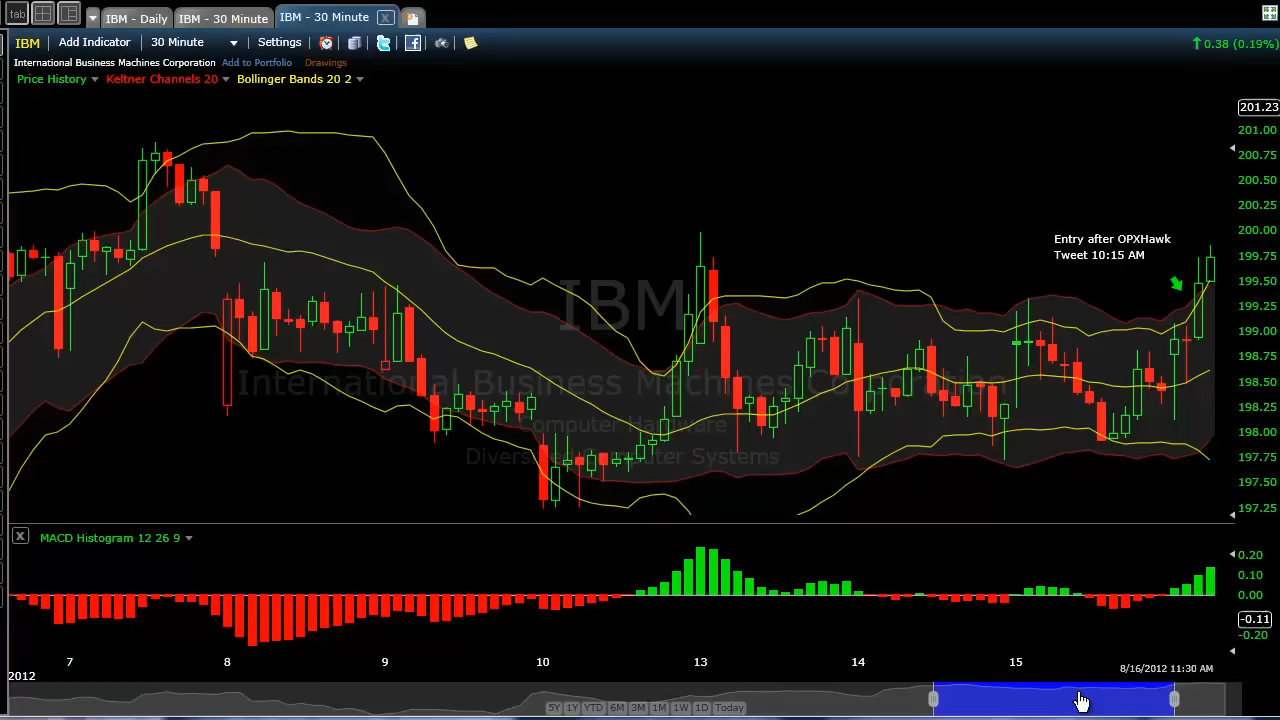 tab
IBM - Daily
IBM - 30 Minute
IBM - 30 Minute
IBM Add Indicator 30 Minute Settings 0.38 (0.19%)
International Business Machines Corporation Add to Portfolio Drawings
Price History Keltner Channels 20 Bollinger Bands 20 2
201.23
201.00
200.75
200.50
200.25
200.00
199.75
199.50
199.25
199.00
198.75
198.50
198.25
198.00
197.75
197.50
197.25
Entry after OPXHawk
Tweet 10:15 AM
IBM
International Business Machines Corporation
Computer Hardware
Diversified Computer Systems
MACD Histogram 12 26 9
0.20
0.10
0.00
-0.11
-0.20
7 8 9 10 13 14 15
8/16/2012 11:30 AM
2012
5Y 1Y YTD 6M 3M 1M 1W 1D Today